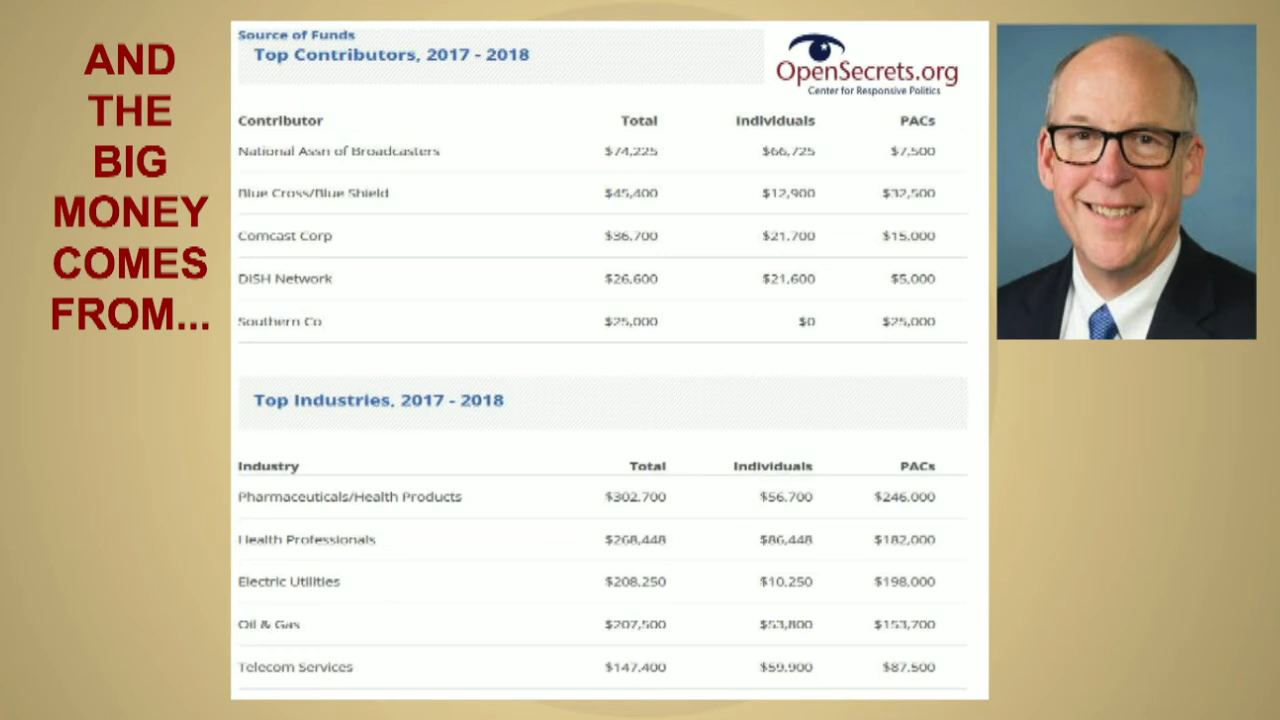 AND
THE
BIG
MONEY
COMES
FROM...
Source of Funds
Top Contributors, 2017 - 2018
OpenSecrets.org
Center for Responsive Politics
Contributor Total Individuals PACs
National Assn of Broadcasters $74,225 $66,725 $7,500
Blue Cross/Blue Shield $45,400 $12,900 $32,500
Comcast Corp $36,700 $21,700 $15,000
DISH Network $26,600 $21,600 $5,000
Southern Co $25,000 $0 $25,000
Top Industries, 2017 - 2018
Industry Total Individuals PACs
Pharmaceuticals/Health Products $302,700 $56,700 $246,000
Health Professionals $268,448 $86,448 $182,000
Electric Utilities $208,250 $10,250 $198,000
Oil & Gas $207,500 $53,800 $153,700
Telecom Services $147,400 $59,900 $87,500